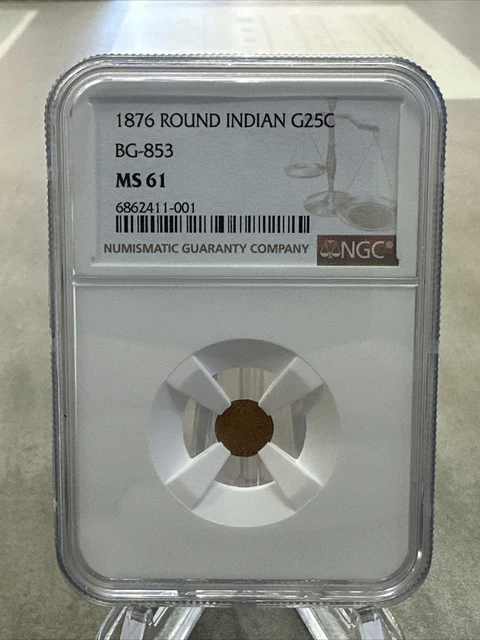 1876 ROUND INDIAN G25C
BG-853
MS 61
6862411-001
NUMISMATIC GUARANTY COMPANY NGC®